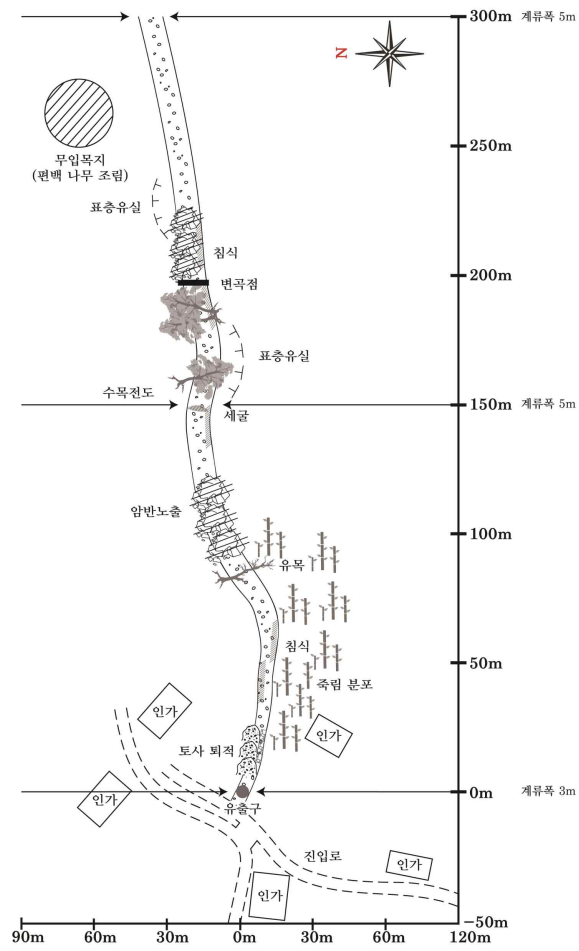 300m 계류폭 5m
N
250m
무입목지
(편백 나무 조림)
표층유실
침식
200m
변곡점
표층유실
수목전도
150m 계류폭 5m
세굴
암반노출
100m
유목
침식
50m
죽림 분포
인가
인가
토사 퇴적
0m 계류폭 3m
인가
유출구
진입로
인가
인가
-50m
90m 60m 30m 0m 30m 60m 120m